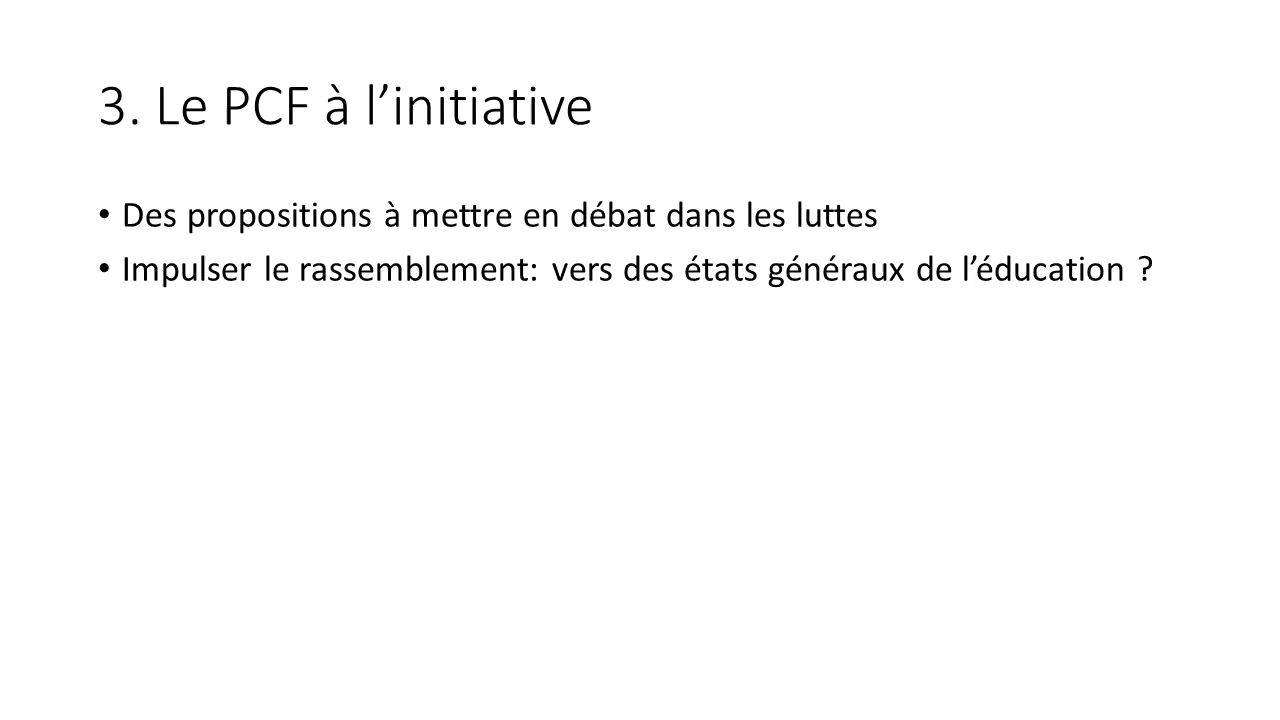 3. Le PCF à l’initiative
• Des propositions à mettre en débat dans les luttes
• Impulser le rassemblement: vers des états généraux de l’éducation ?